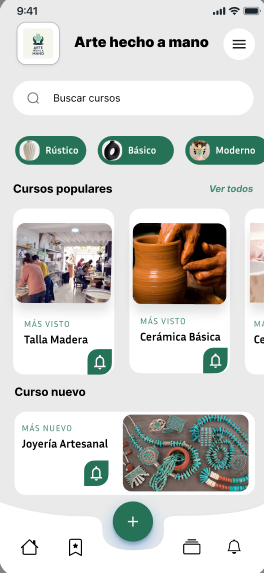 9:41
ARTE
HECHO A
MANO
Arte hecho a mano
Buscar cursos
Rústico
Básico
Moderno
Cursos populares
Ver todos
MÁS VISTO
Talla Madera
MÁS VISTO
Cerámica Básica
Curso nuevo
MÁS NUEVO
Joyería Artesanal